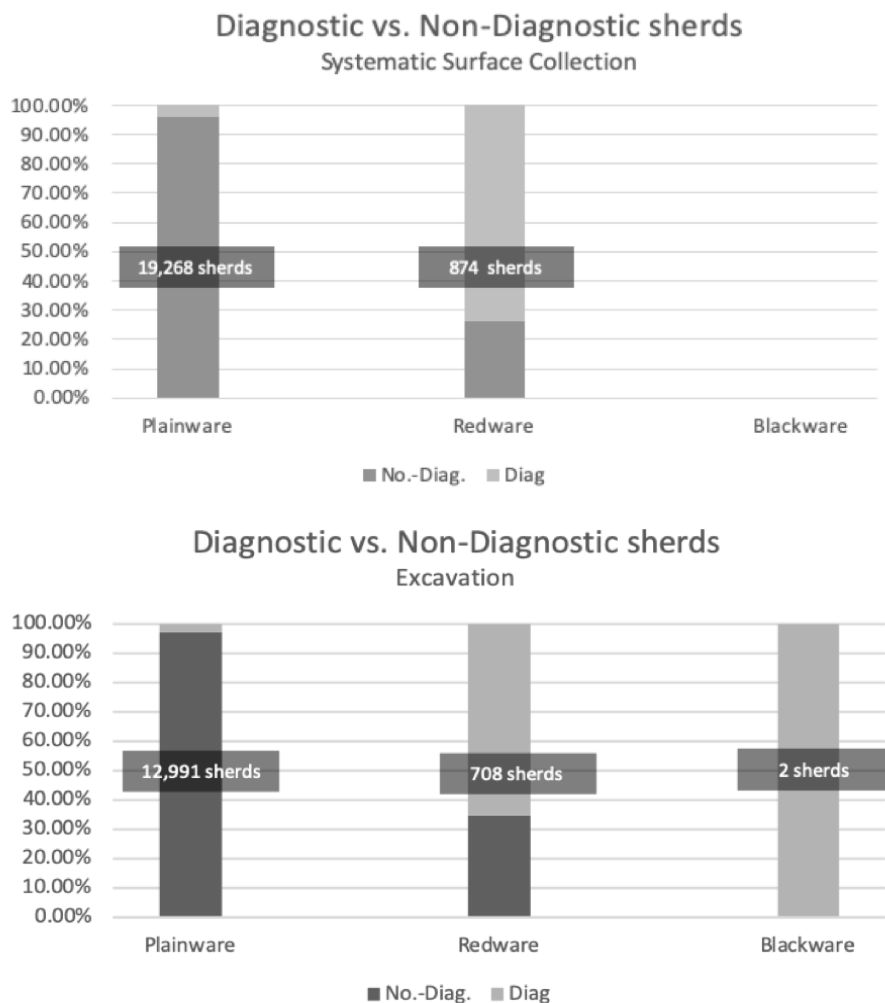 Diagnostic vs. Non-Diagnostic sherds
Systematic Surface Collection
100.00%
90.00%
80.00%
70.00%
60.00%
50.00%
40.00%
30.00%
20.00%
10.00%
0.00%
19,268 sherds
874 sherds
Plainware Redware Blackware
No.-Diag. Diag
Diagnostic vs. Non-Diagnostic sherds
Excavation
100.00%
90.00%
80.00%
70.00%
60.00%
50.00%
40.00%
30.00%
20.00%
10.00%
0.00%
12,991 sherds
708 sherds
2 sherds
Plainware Redware Blackware
No.-Diag. Diag